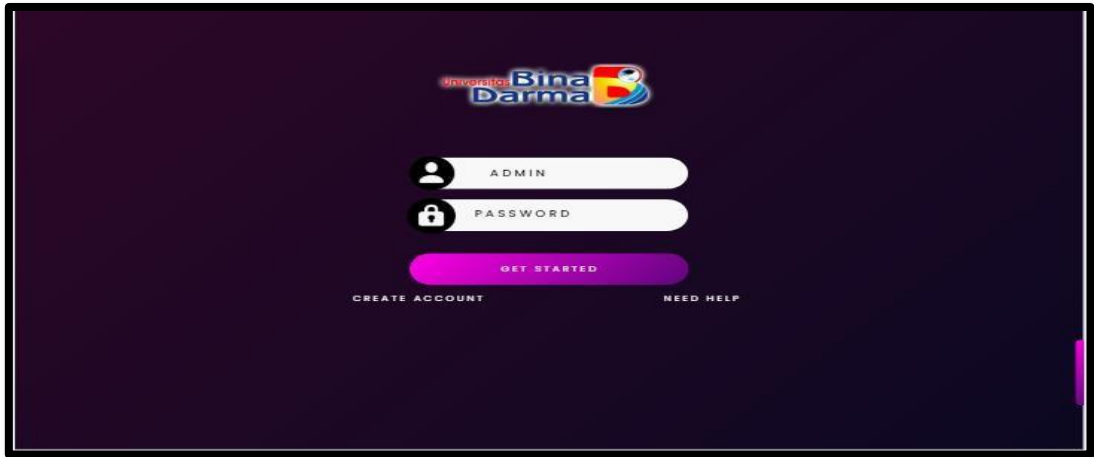 Universitas Bina
Darma
ADMIN
PASSWORD
GET STARTED
CREATE ACCOUNT NEED HELP